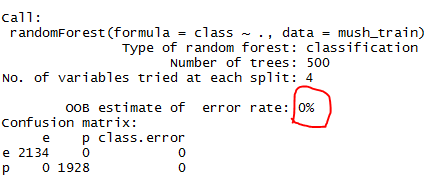 Call:
randomForest(formula = class ~ ., data = mush_train)
Type of random forest: classification
Number of trees: 500
No. of variables tried at each split: 4
OOB estimate of  error rate: 0%
Confusion matrix:
e    p class.error
e 2134    0           0
p    0 1928           0